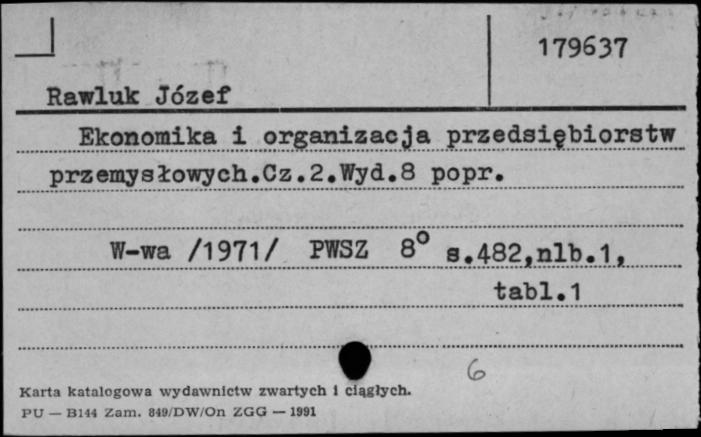 179637
Rawluk Józef
Ekonomika i organizacja przedsiębiorstw
przemysłowych.Cz.2.Wyd.8 popr.
W-wa /1971/ PWSZ 8° s.482,nlb.1,
tabl.1
6
Karta katalogowa wydawnictw zwartych i ciągłych.
PU — B144 Zam. 849/DW/On ZGG — 1991